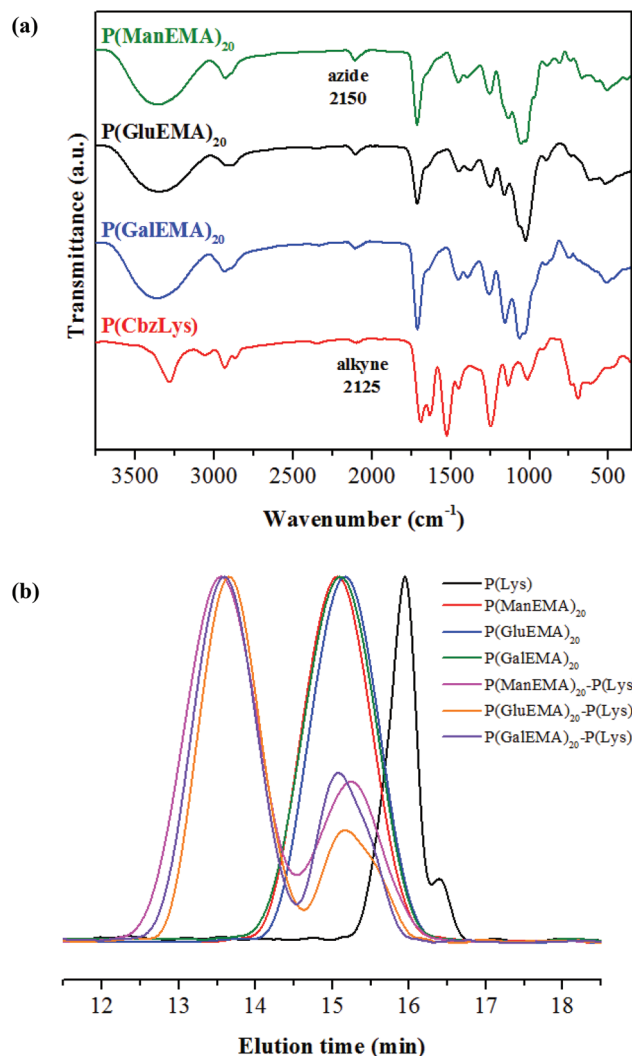 (a)
P(ManEMA)20
azide
2150
P(GluEMA)20
P(GalEMA)20
P(CbzLys)
alkyne
2125
Transmittance (a.u.)
3500 3000 2500 2000 1500 1000 500
Wavenumber (cm-1)
(b)
P(Lys)
P(ManEMA)20
P(GluEMA)20
P(GalEMA)20
P(ManEMA)20-P(Lys
P(GluEMA)20-P(Lys)
P(GalEMA)20-P(Lys)
12 13 14 15 16 17 18
Elution time (min)